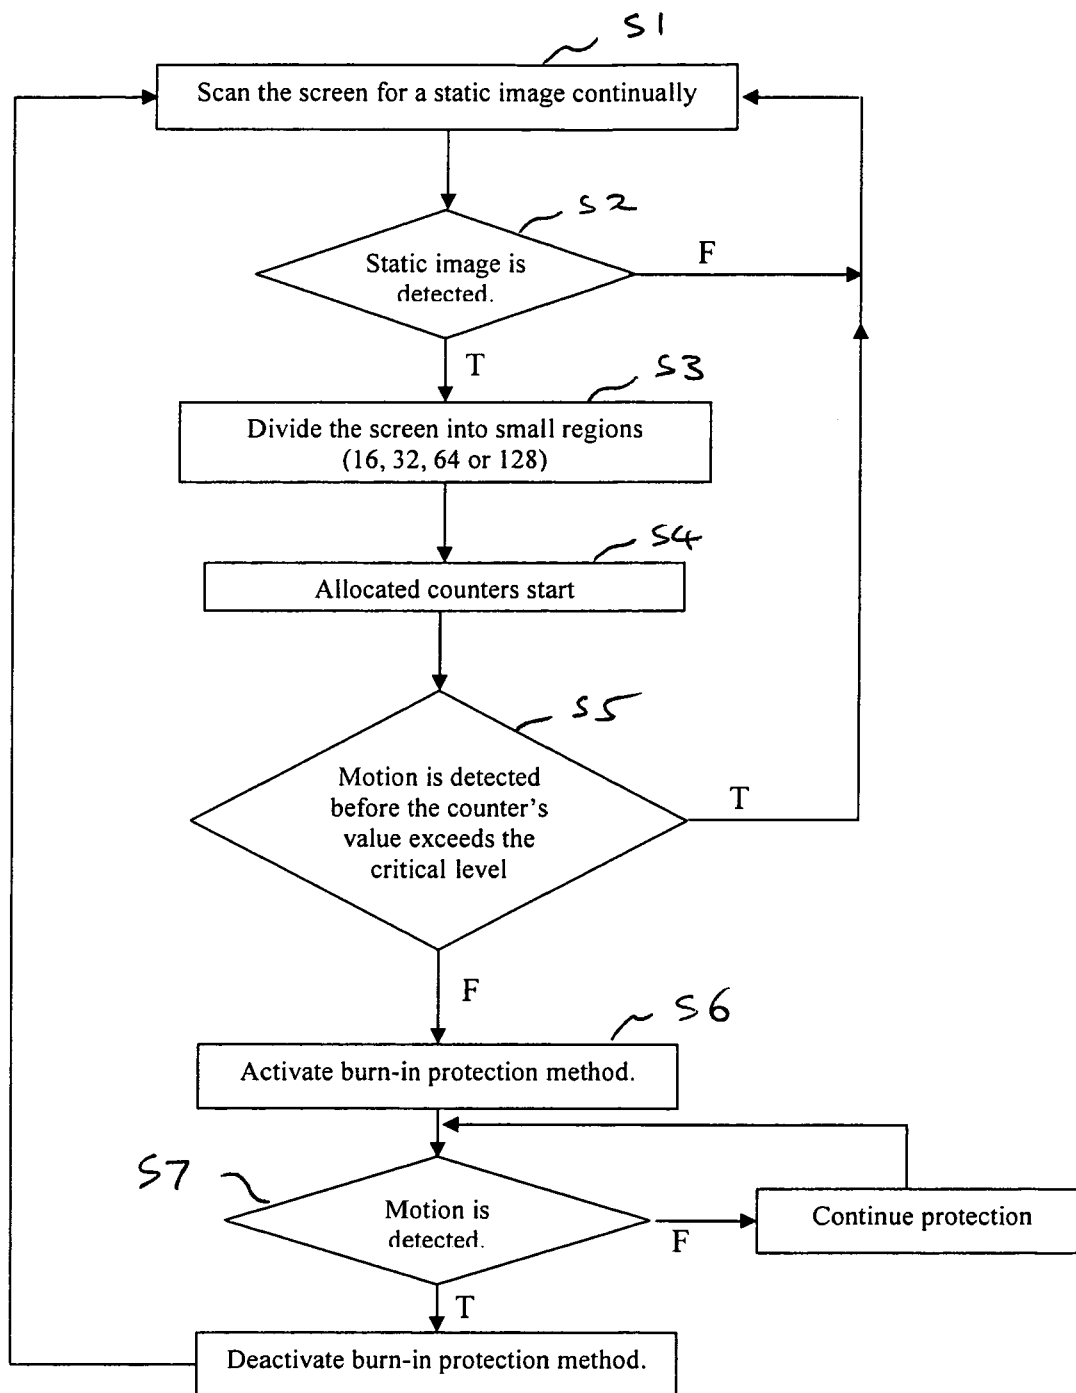 S1
Scan the screen for a static image continually
S2
Static image is
detected.
F
T
S3
Divide the screen into small regions
(16, 32, 64 or 128)
S4
Allocated counters start
S5
Motion is detected
before the counter's
value exceeds the
critical level
T
F
S6
Activate burn-in protection method.
S7
Motion is
detected.
F
Continue protection
T
Deactivate burn-in protection method.